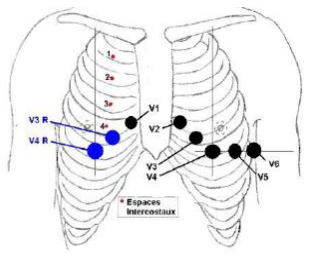 1
2
3
4
V3 R
V4 R
V1
V2
V3
V4
V6
V5
* Espaces
Intercostaux